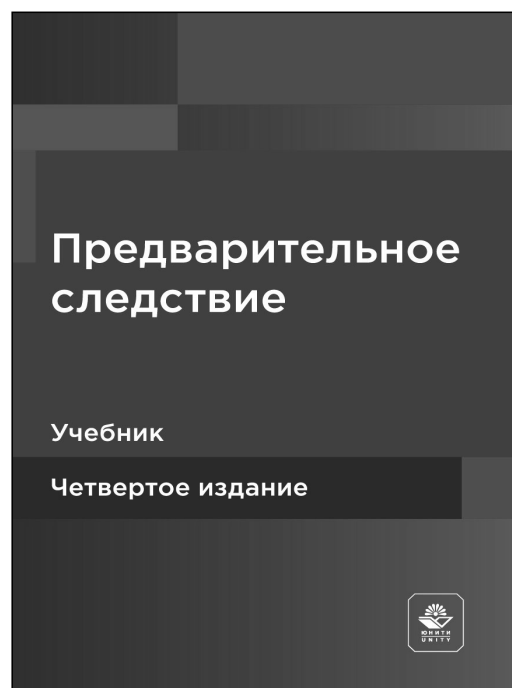 Предварительное
следствие
Учебник
Четвертое издание
ЮНИТИ
UNITY